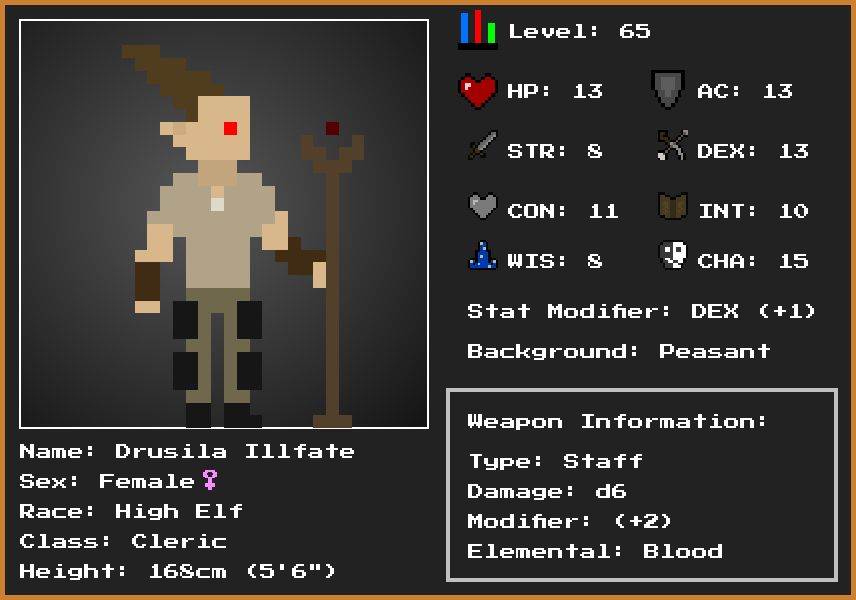 Level: 65
HP: 13
AC: 13
STR: 8
DEX: 13
CON: 11
INT: 10
WIS: 8
CHA: 15
Stat Modifier: DEX (+1)
Background: Peasant
Weapon Information:
Type: Staff
Damage: d6
Modifier: (+2)
Elemental: Blood
Name: Drusila Illfate
Sex: Female♀
Race: High Elf
Class: Cleric
Height: 168cm (5'6")